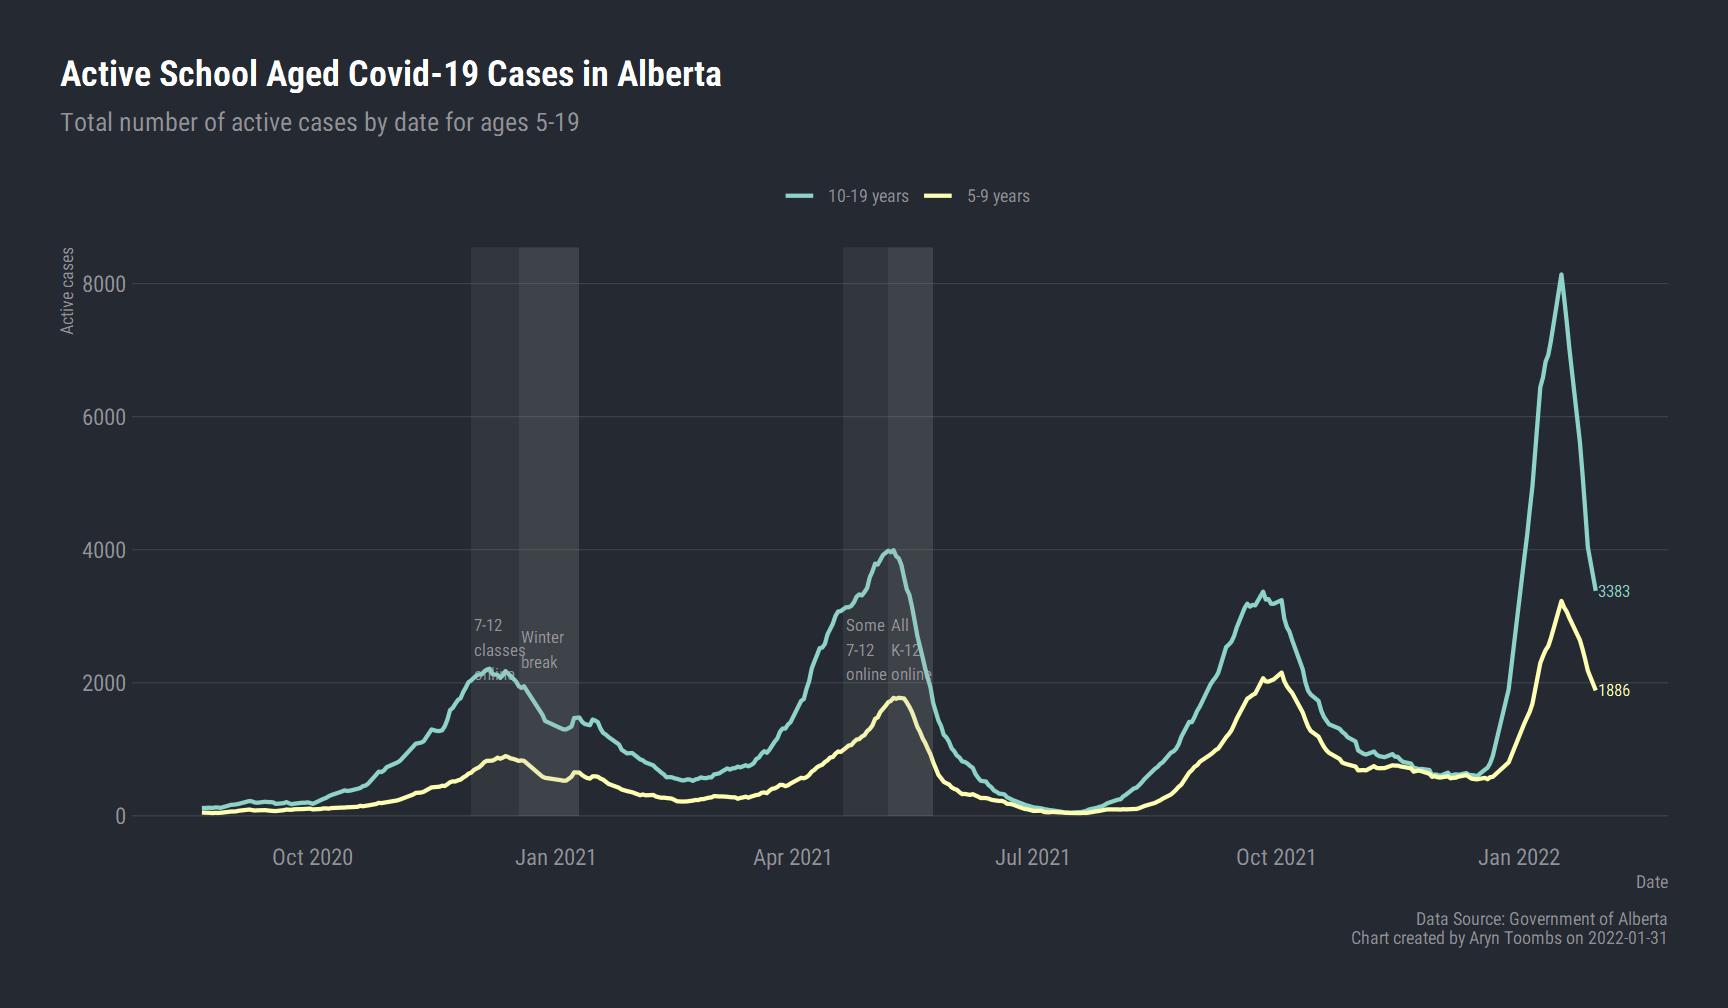 Active School Aged Covid-19 Cases in Alberta
Total number of active cases by date for ages 5-19
10-19 years
5-9 years
Active cases
8000
6000
4000
2000
0
7-12
classes
online
Winter
break
Some
7-12
online
All
K-12
online
3383
1886
Oct 2020
Jan 2021
Apr 2021
Jul 2021
Oct 2021
Jan 2022
Date
Data Source: Government of Alberta
Chart created by Aryn Toombs on 2022-01-31